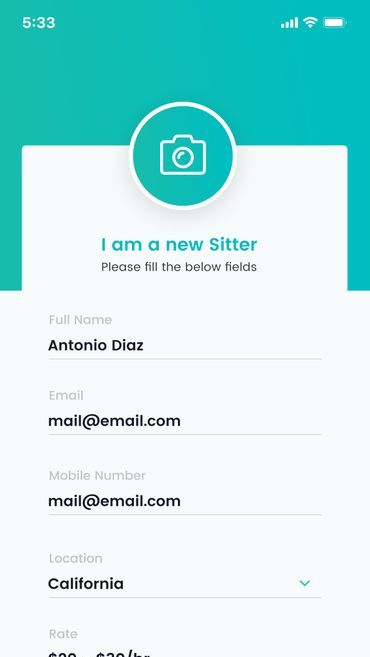 5:33
I am a new Sitter
Please fill the below fields
Full Name
Antonio Diaz
Email
mail@email.com
Mobile Number
mail@email.com
Location
California
Rate